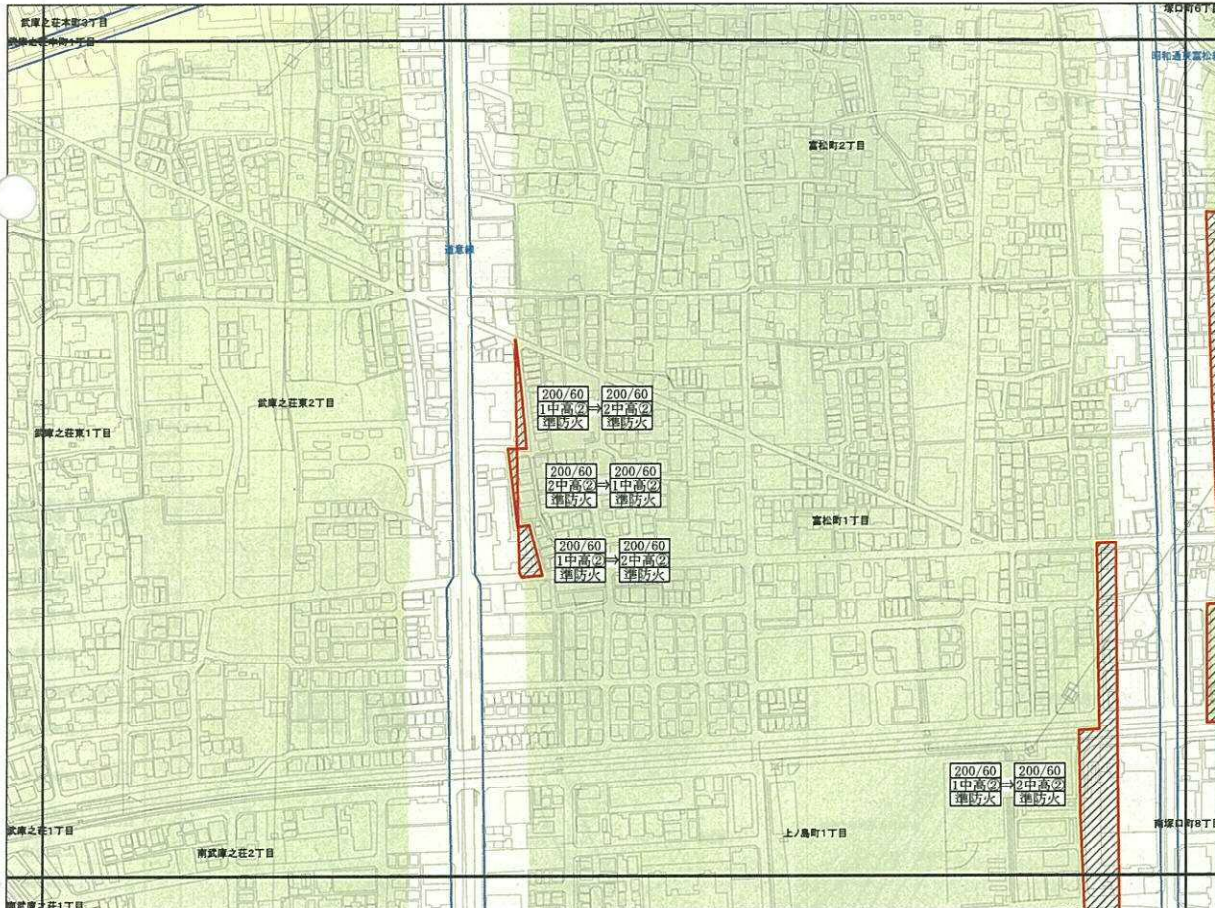 武庫之荘本町3丁目
武庫之荘本町1丁目
塚口町6丁目
富松町2丁目
道意線
武庫之荘東2丁目
武庫之荘東1丁目
200/60 200/60
1中高② ⇒ 2中高②
準防火 準防火
200/60 200/60
2中高② ⇒ 1中高②
準防火 準防火
富松町1丁目
200/60 200/60
1中高② ⇒ 2中高②
準防火 準防火
200/60 200/60
1中高② ⇒ 2中高②
準防火 準防火
武庫之荘1丁目
上ノ島町1丁目
南塚口町8丁目
南武庫之荘2丁目
南武庫之荘1丁目